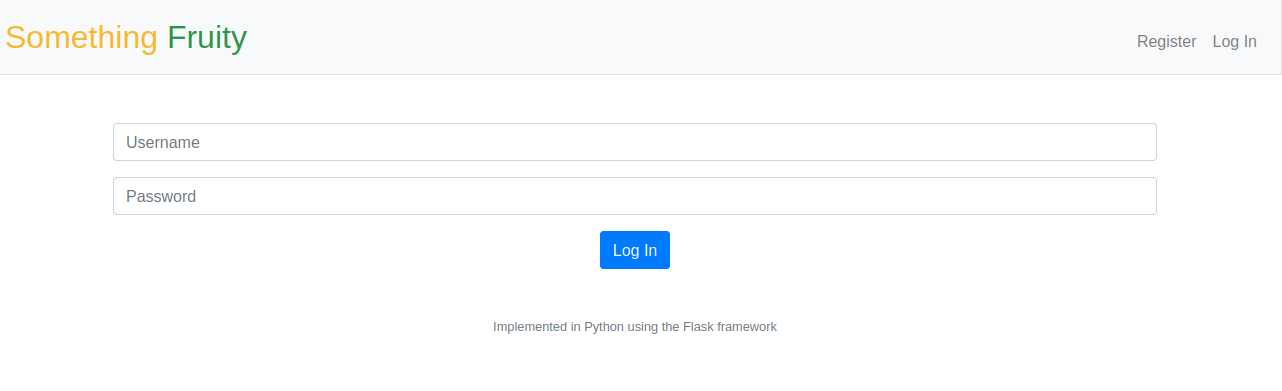 Something Fruity
Register Log In
Username
Password
Log In
Implemented in Python using the Flask framework